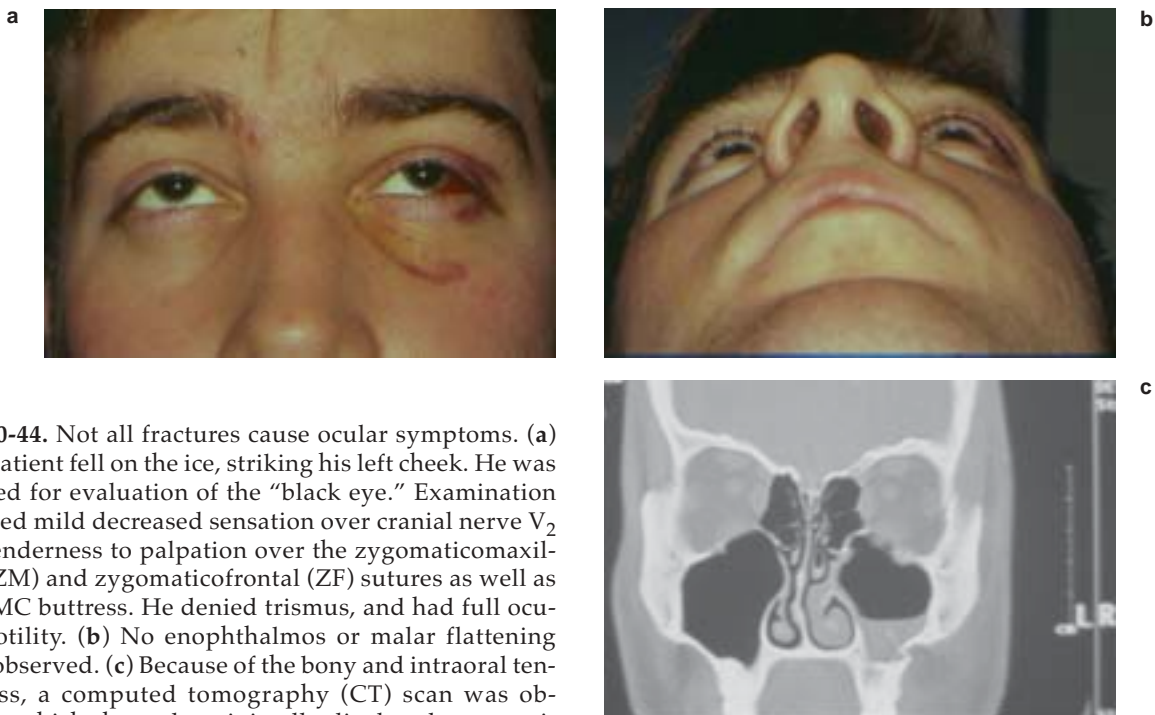 a
b
c
0-44. Not all fractures cause ocular symptoms. (a)
atient fell on the ice, striking his left cheek. He was
ed for evaluation of the “black eye.” Examination
ed mild decreased sensation over cranial nerve V2
enderness to palpation over the zygomaticomaxil-
ZM) and zygomaticofrontal (ZF) sutures as well as
MC buttress. He denied trismus, and had full ocu-
otility. (b) No enophthalmos or malar flattening
observed. (c) Because of the bony and intraoral ten-
ss, a computed tomography (CT) scan was ob-
L R